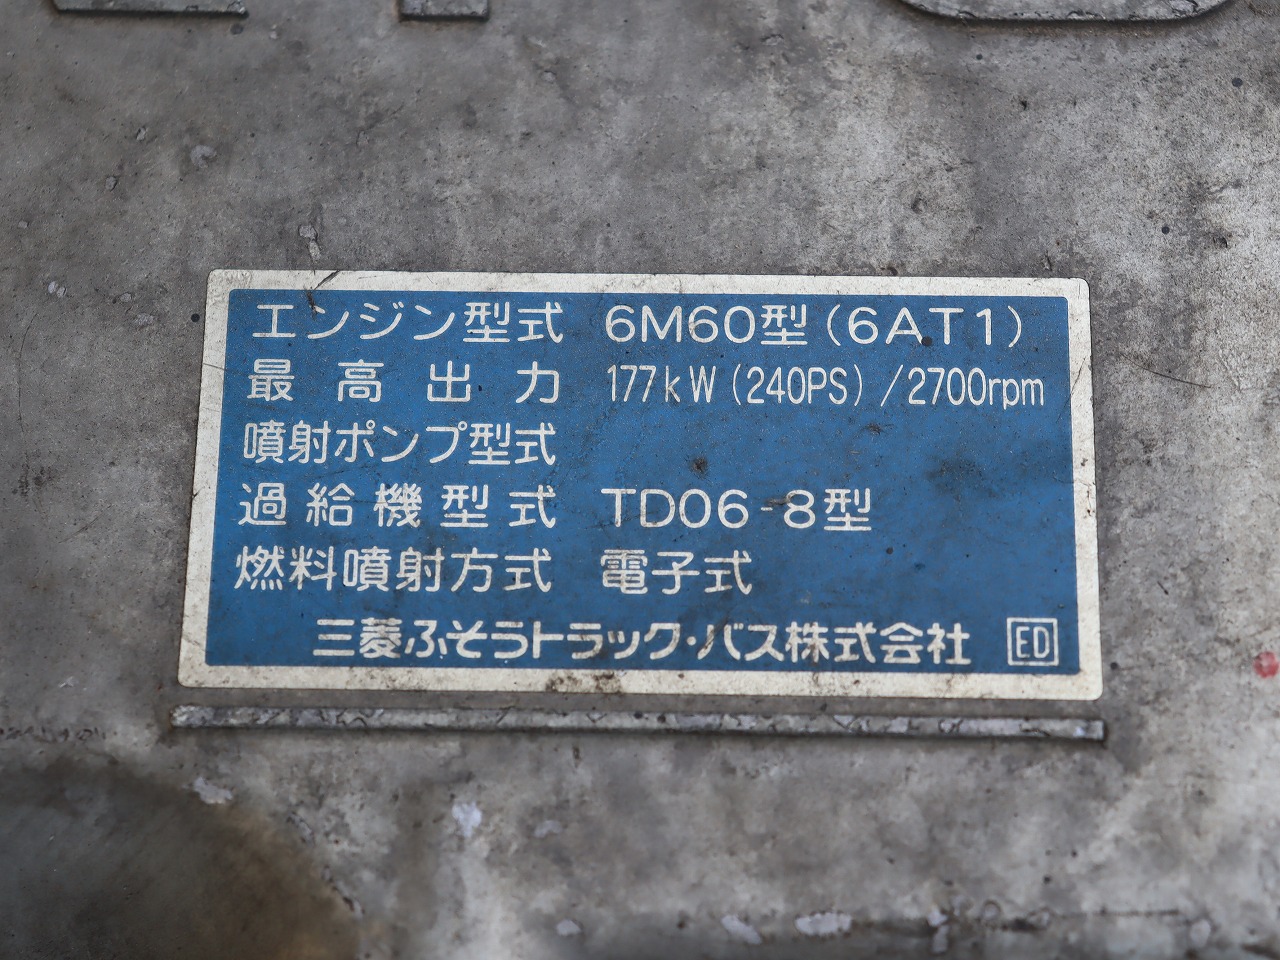 エンジン型式 6M60型(6AT1)
最高出力 177kW(240PS)/2700rpm
噴射ポンプ型式
過給機型式 TD06-8型
燃料噴射方式 電子式
三菱ふそうトラック・バス株式会社 ED